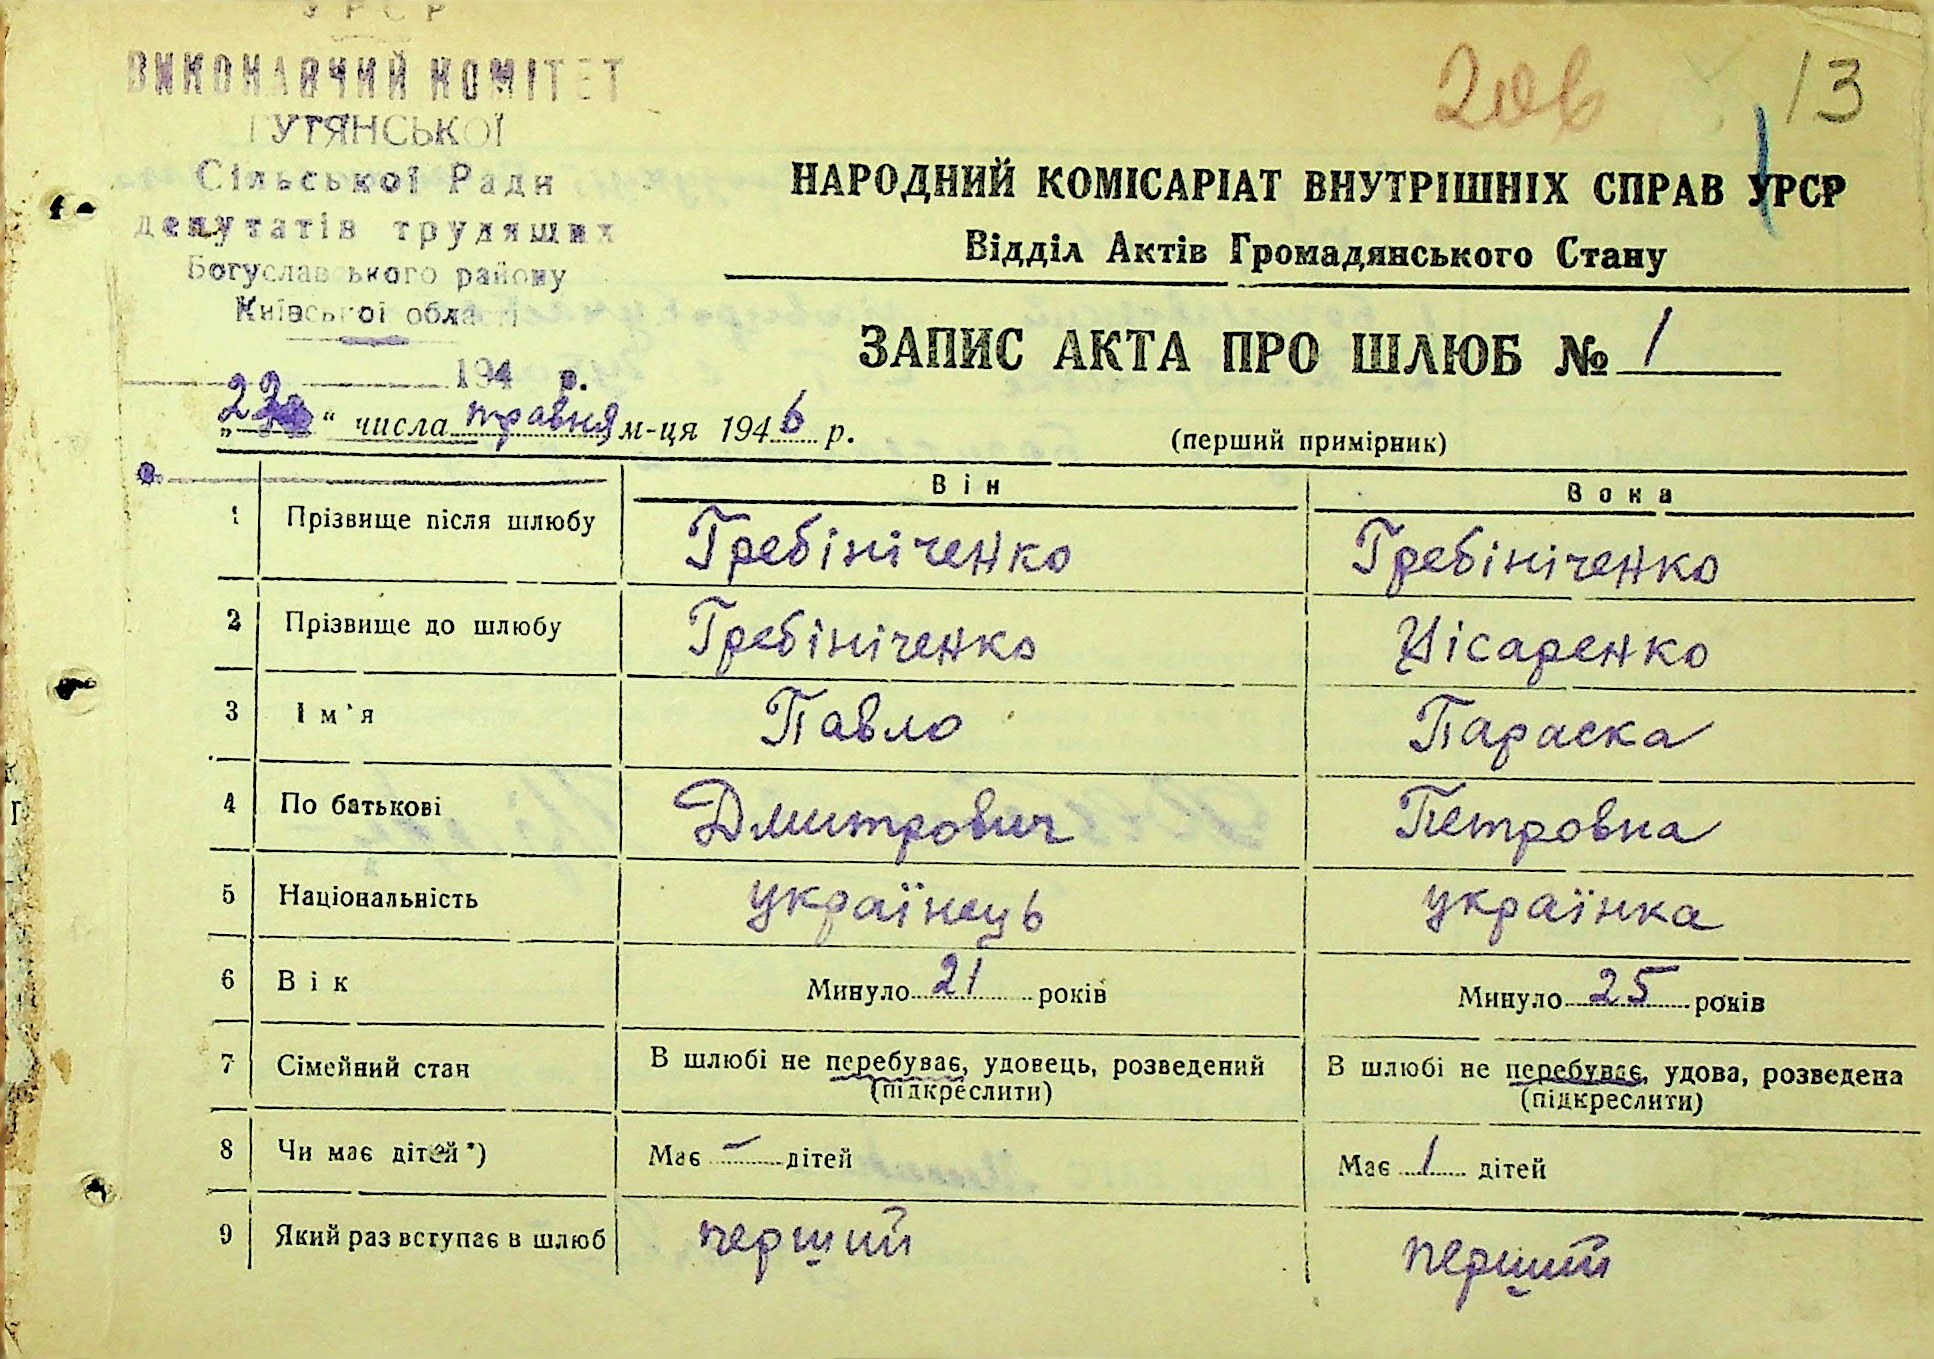 УРСР
ВИКОНАВЧИЙ КОМІТЕТ
ГУТЯНСЬКОЇ
Сільської Ради
депутатів трудящих
Богуславського району
Київської області
194 р.
13
НАРОДНИЙ КОМІСАРІАТ ВНУТРІШНІХ СПРАВ УРСР
Відділ Актів Громадянського Стану
ЗАПИС АКТА ПРО ШЛЮБ № 1
„22“ числа травня м-ця 1946 р.
(перший примірник)
Він Вона
1 Прізвище після шлюбу Гребініченко Гребініченко
2 Прізвище до шлюбу Гребініченко Цісаренко
3 Ім'я Павло Параска
4 По батькові Дмитрович Петровна
5 Національність українець українка
6 Вік Минуло 21 років Минуло 25 років
7 Сімейний стан В шлюбі не перебуває, удовець, розведений (підкреслити) В шлюбі не перебуває, удова, розведена (підкреслити)
8 Чи має дітей*) Має - дітей Має 1 дітей
9 Який раз вступає в шлюб перший перший